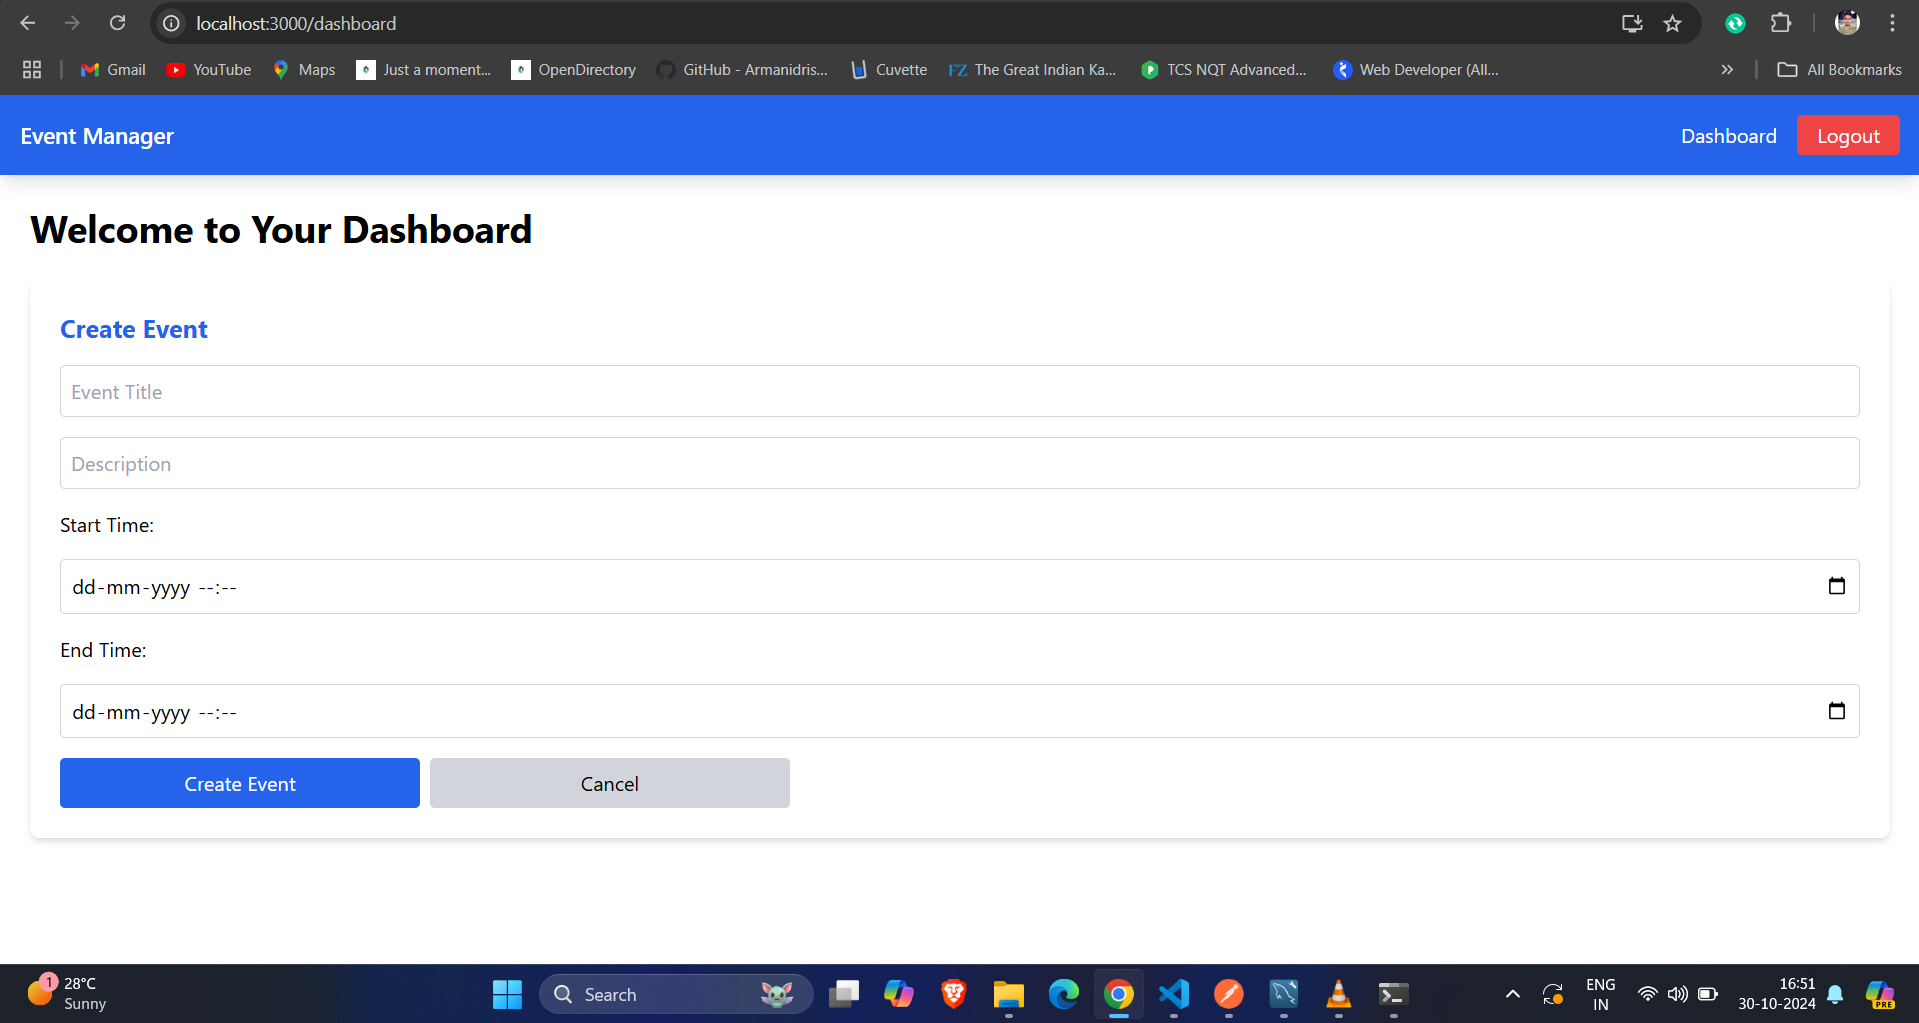 localhost:3000/dashboard
Gmail YouTube Maps Just a moment... OpenDirectory GitHub - Armanidris... Cuvette FZ The Great Indian Ka... TCS NQT Advanced... Web Developer (All... » All Bookmarks
Event Manager Dashboard Logout
Welcome to Your Dashboard
Create Event
Event Title
Description
Start Time:
dd-mm-yyyy --:--
End Time:
dd-mm-yyyy --:--
Create Event Cancel
1 28°C
Sunny
Search
ENG
IN
16:51
30-10-2024
PRE